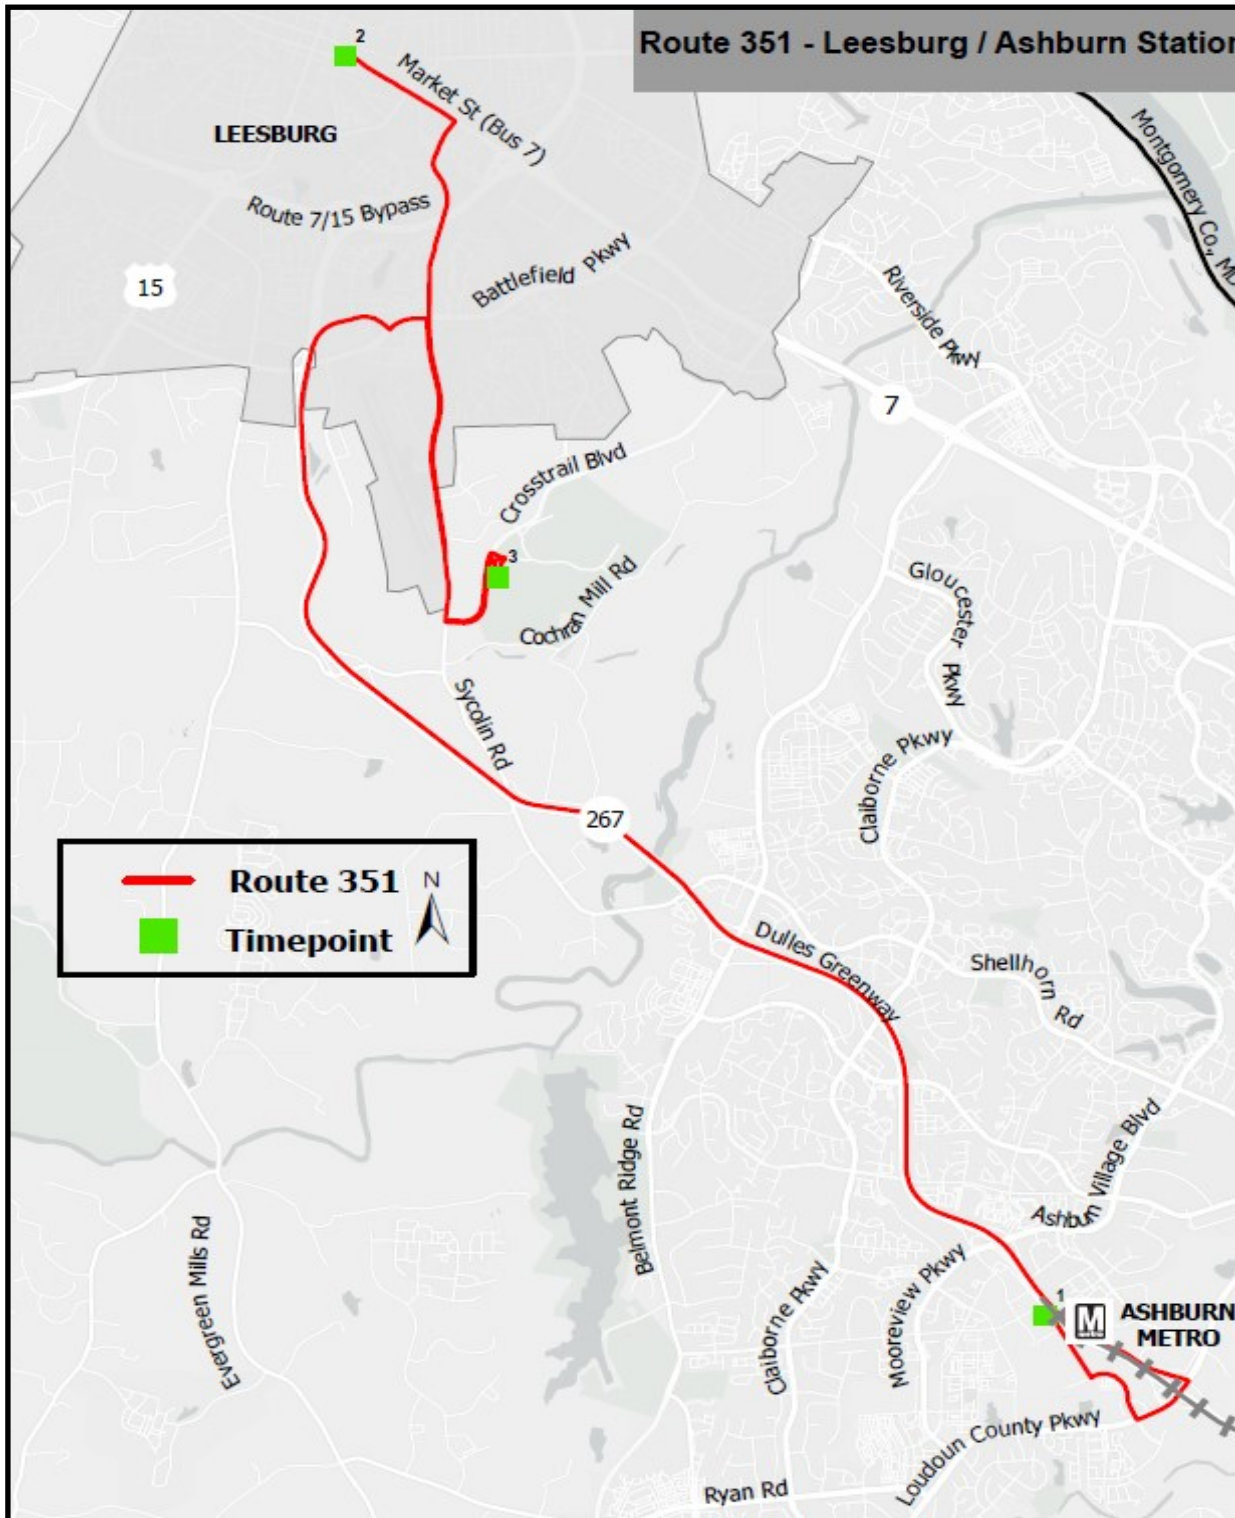 Route 351 - Leesburg / Ashburn Station
2
Market St (Bus 7)
LEESBURG
Montgomery Co., MD
Route 7/15 Bypass
15
Battlefield Pkwy
Riverside Pkwy
7
Crosstrail Blvd
3
Cochran Mill Rd
Gloucester Pkwy
Sycolin Rd
Claiborne Pkwy
267
Route 351
N
Timepoint
Dulles Greenway
Shellhorn Rd
Belmont Ridge Rd
Ashburn Village Blvd
Evergreen Mills Rd
Claiborne Pkwy
Mooreview Pkwy
1
M
ASHBURN
METRO
Loudoun County Pkwy
Ryan Rd